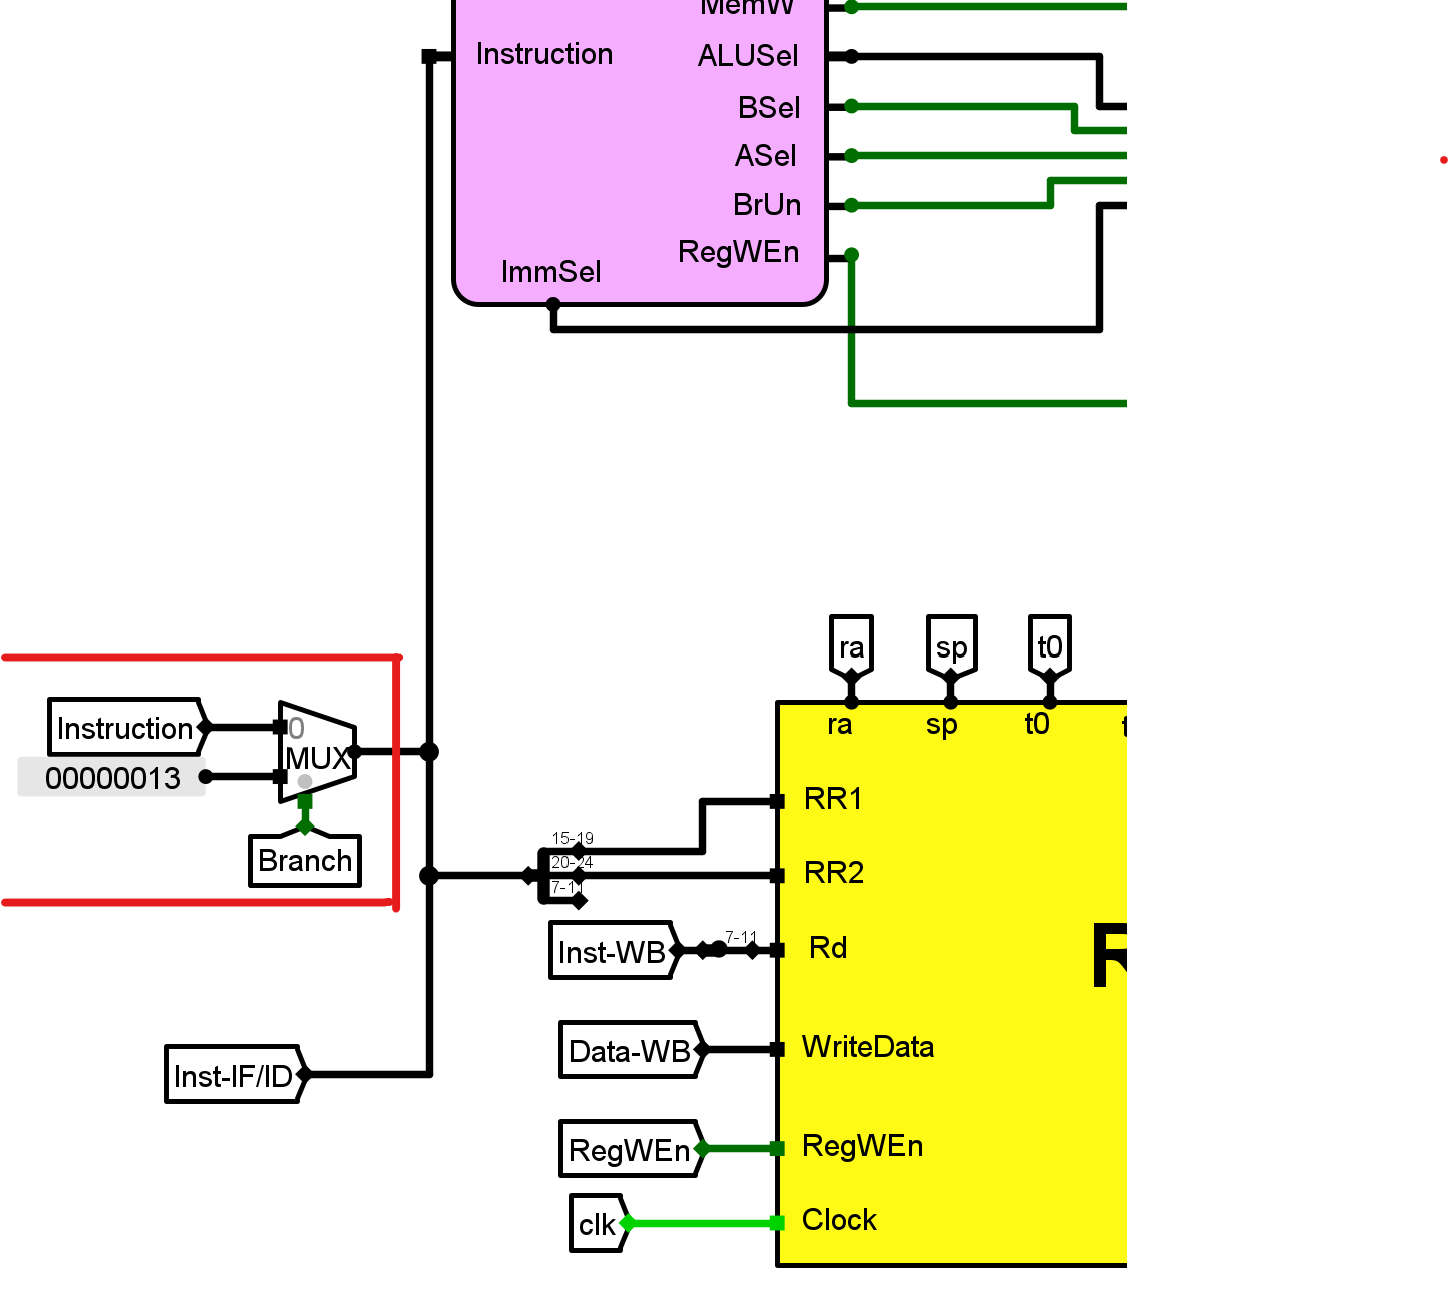 MemW
Instruction
ALUSel
BSel
ASel
BrUn
RegWEn
ImmSel
ra
sp
t0
Instruction
0
MUX
00000013
Branch
ra
sp
t0
RR1
15-19
20-24
RR2
7-11
Inst-WB
7-11
Rd
R
Data-WB
WriteData
Inst-IF/ID
RegWEn
RegWEn
clk
Clock